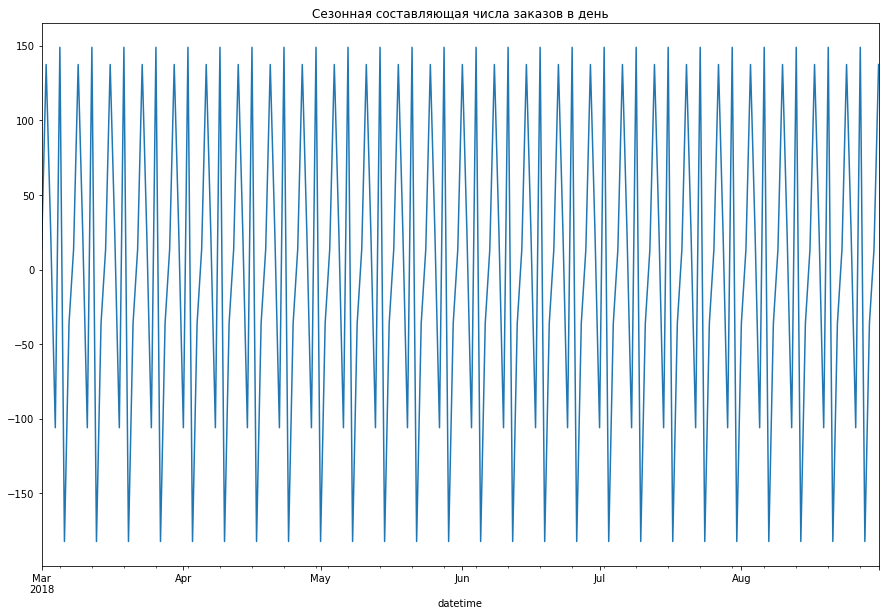 Сезонная составляющая числа заказов в день
150
100
50
0
−50
−100
−150
Mar Apr May Jun Jul Aug
2018
datetime